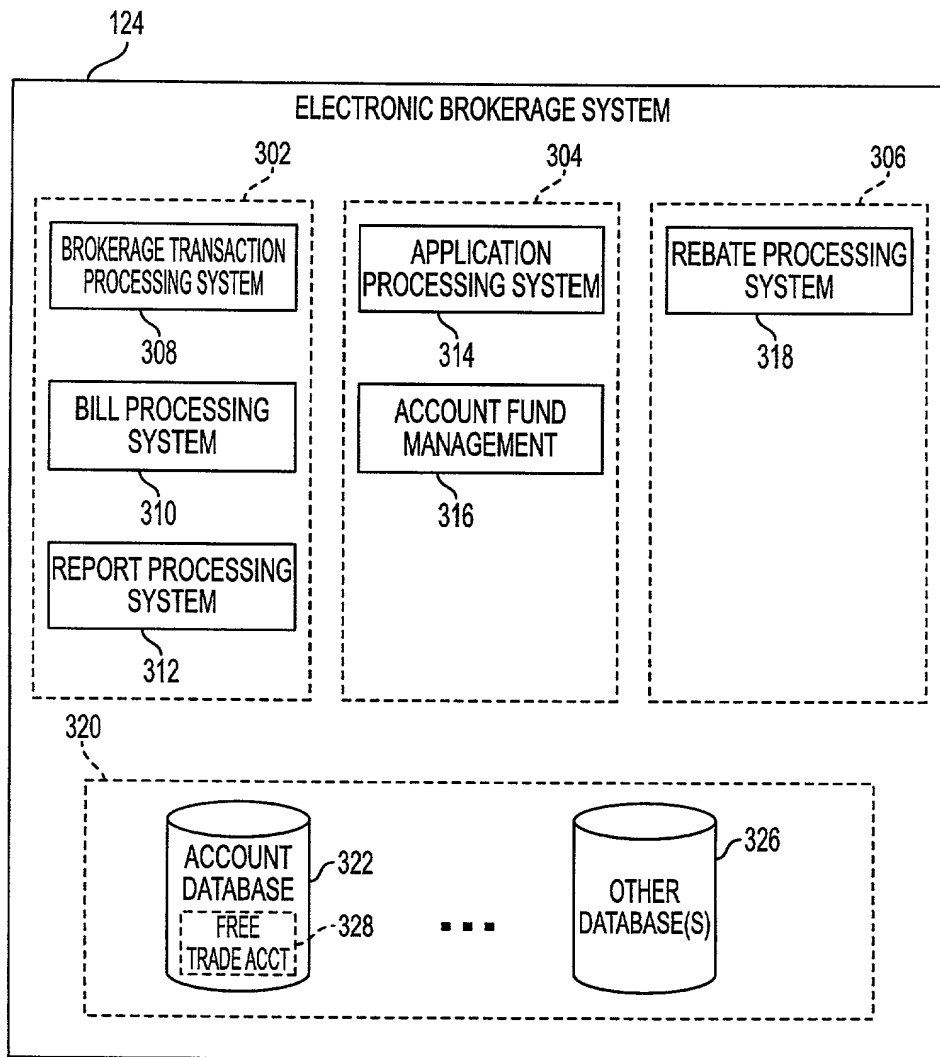 124
ELECTRONIC BROKERAGE SYSTEM
302
304
306
BROKERAGE TRANSACTION
PROCESSING SYSTEM
308
BILL PROCESSING
SYSTEM
310
REPORT PROCESSING
SYSTEM
312
APPLICATION
PROCESSING SYSTEM
314
ACCOUNT FUND
MANAGEMENT
316
REBATE PROCESSING
SYSTEM
318
320
ACCOUNT
DATABASE
322
FREE
TRADE ACCT
328
OTHER
DATABASE(S)
326